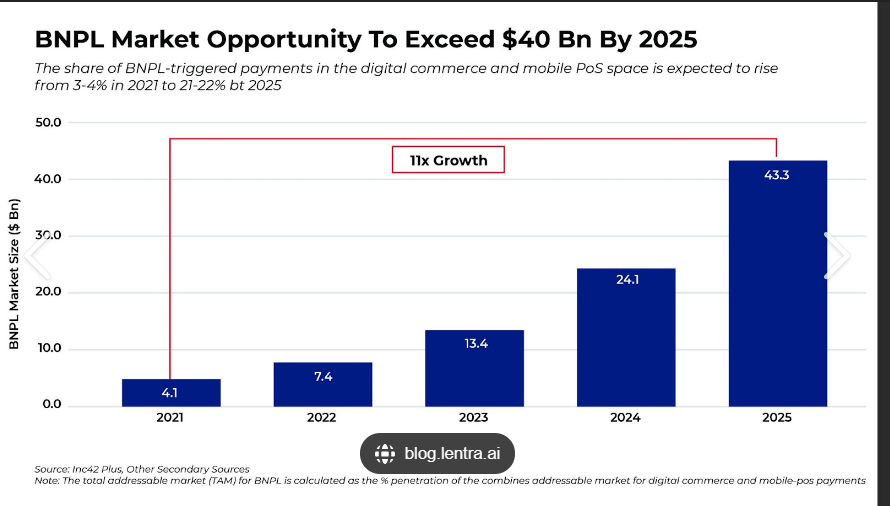 BNPL Market Opportunity To Exceed $40 Bn By 2025
The share of BNPL-triggered payments in the digital commerce and mobile PoS space is expected to rise
from 3-4% in 2021 to 21-22% bt 2025
50.0
11x Growth
40.0
43.3
BNPL Market Size ($ Bn)
30.0
24.1
20.0
13.4
10.0
7.4
4.1
0.0
2021 2022 2023 2024 2025
blog.lentra.ai
Source: Inc42 Plus, Other Secondary Sources
Note: The total addressable market (TAM) for BNPL is calculated as the % penetration of the combines addressable market for digital commerce and mobile-pos payments